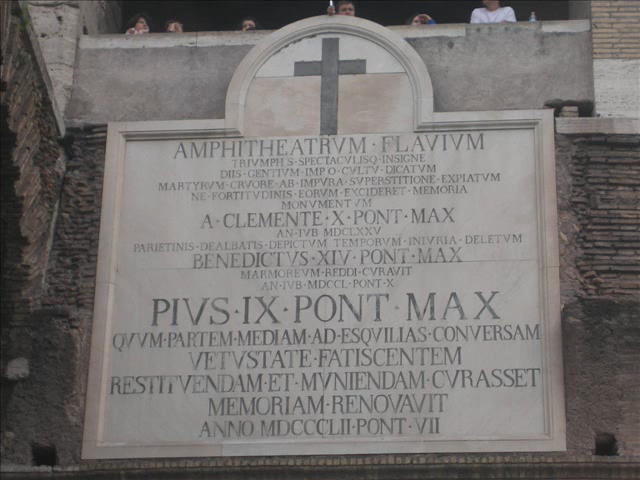 AMPHITHEATRVM · FLAVIVM
TRIVMPHIS · SPECTACVLISQ · INSIGNE
DIIS · GENTIVM · IMPIO · CVLTV · DICATVM
MARTYRVM · CRVORE · AB · IMPVRA · SVPERSTITIONE · EXPIATVM
NE · FORTITVDINIS · EORVM · EXCIDERET · MEMORIA
MONVMENTVM
A · CLEMENTE · X · PONT · MAX
AN · IVB · MDCLXXV
PARIETINIS · DEALBATIS · DEPICTVM · TEMPORVM · INIVRIA · DELETVM
BENEDICTVS · XIV · PONT · MAX
MARMOREVM · REDDI · CVRAVIT
AN · IVB · MDCCL · PONT · X
PIVS · IX · PONT · MAX
QVVM · PARTEM · MEDIAM · AD · ESQVILIAS · CONVERSAM
VETVSTATE · FATISCENTEM
RESTITVENDAM · ET · MVNIENDAM · CVRASSET
MEMORIAM · RENOVAVIT
ANNO MDCCCLII · PONT · VII